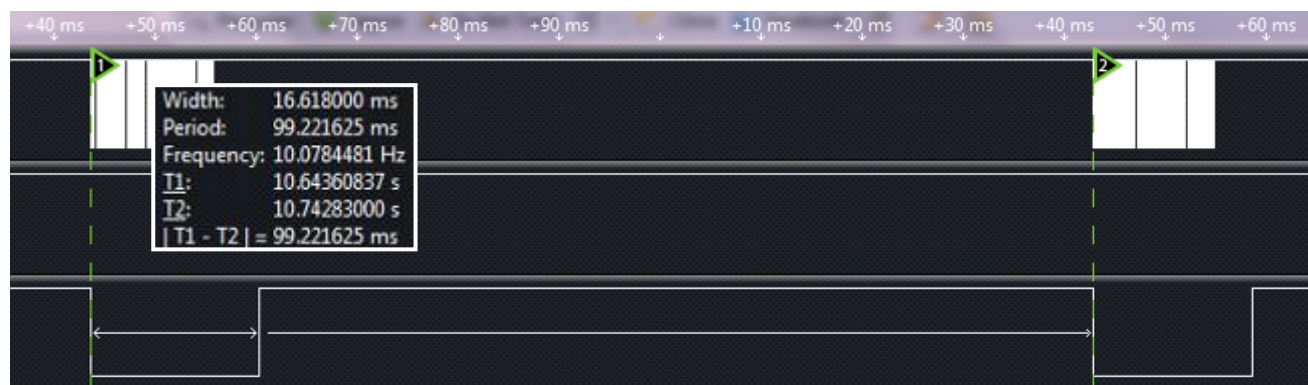 +40 ms +50 ms +60 ms +70 ms +80 ms +90 ms +10 ms +20 ms +30 ms +40 ms +50 ms +60 ms
1 2
Width: 16.618000 ms
Period: 99.221625 ms
Frequency: 10.0784481 Hz
T1: 10.64360837 s
T2: 10.74283000 s
| T1 - T2 | = 99.221625 ms